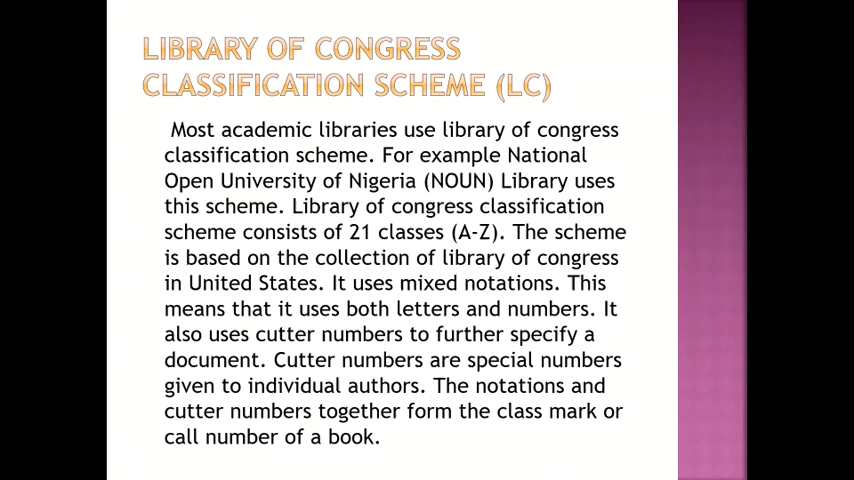 LIBRARY OF CONGRESS
CLASSIFICATION SCHEME (LC)
Most academic libraries use library of congress
classification scheme. For example National
Open University of Nigeria (NOUN) Library uses
this scheme. Library of congress classification
scheme consists of 21 classes (A-Z). The scheme
is based on the collection of library of congress
in United States. It uses mixed notations. This
means that it uses both letters and numbers. It
also uses cutter numbers to further specify a
document. Cutter numbers are special numbers
given to individual authors. The notations and
cutter numbers together form the class mark or
call number of a book.